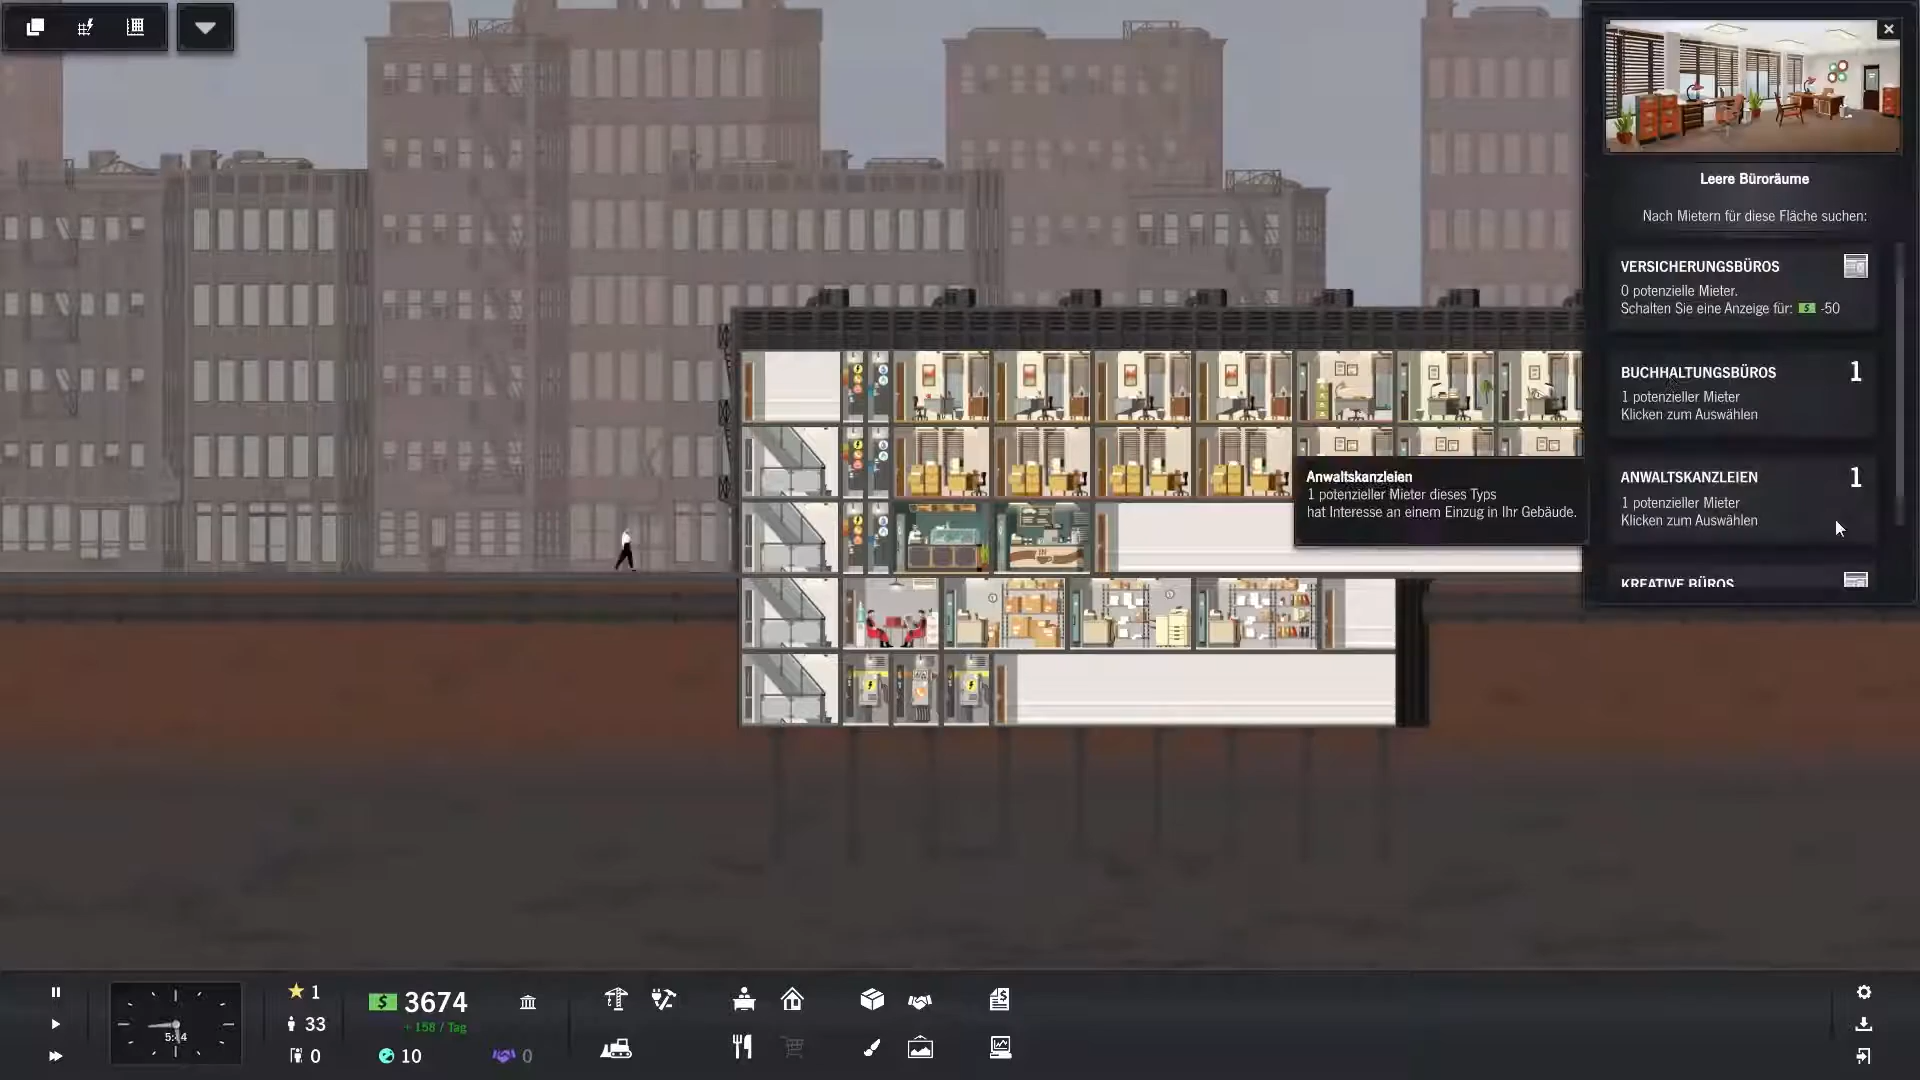 Leere Büroräume
Nach Mietern für diese Fläche suchen:
VERSICHERUNGSBÜROS
0 potenzielle Mieter.
Schalten Sie eine Anzeige für: $ -50
BUCHHALTUNGSBÜROS 1
1 potenzieller Mieter
Klicken zum Auswählen
ANWALTSKANZLEIEN 1
1 potenzieller Mieter
Klicken zum Auswählen
KREATIVE BÜROS
Anwaltskanzleien
1 potenzieller Mieter dieses Typs
hat Interesse an einem Einzug in Ihr Gebäude.
1
$ 3674
33
+ 158 / Tag
0
10
0